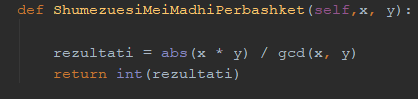 def ShumezuesiMeiMadhiPerbashket(self,x, y):
rezultati = abs(x * y) / gcd(x, y)
return int(rezultati)